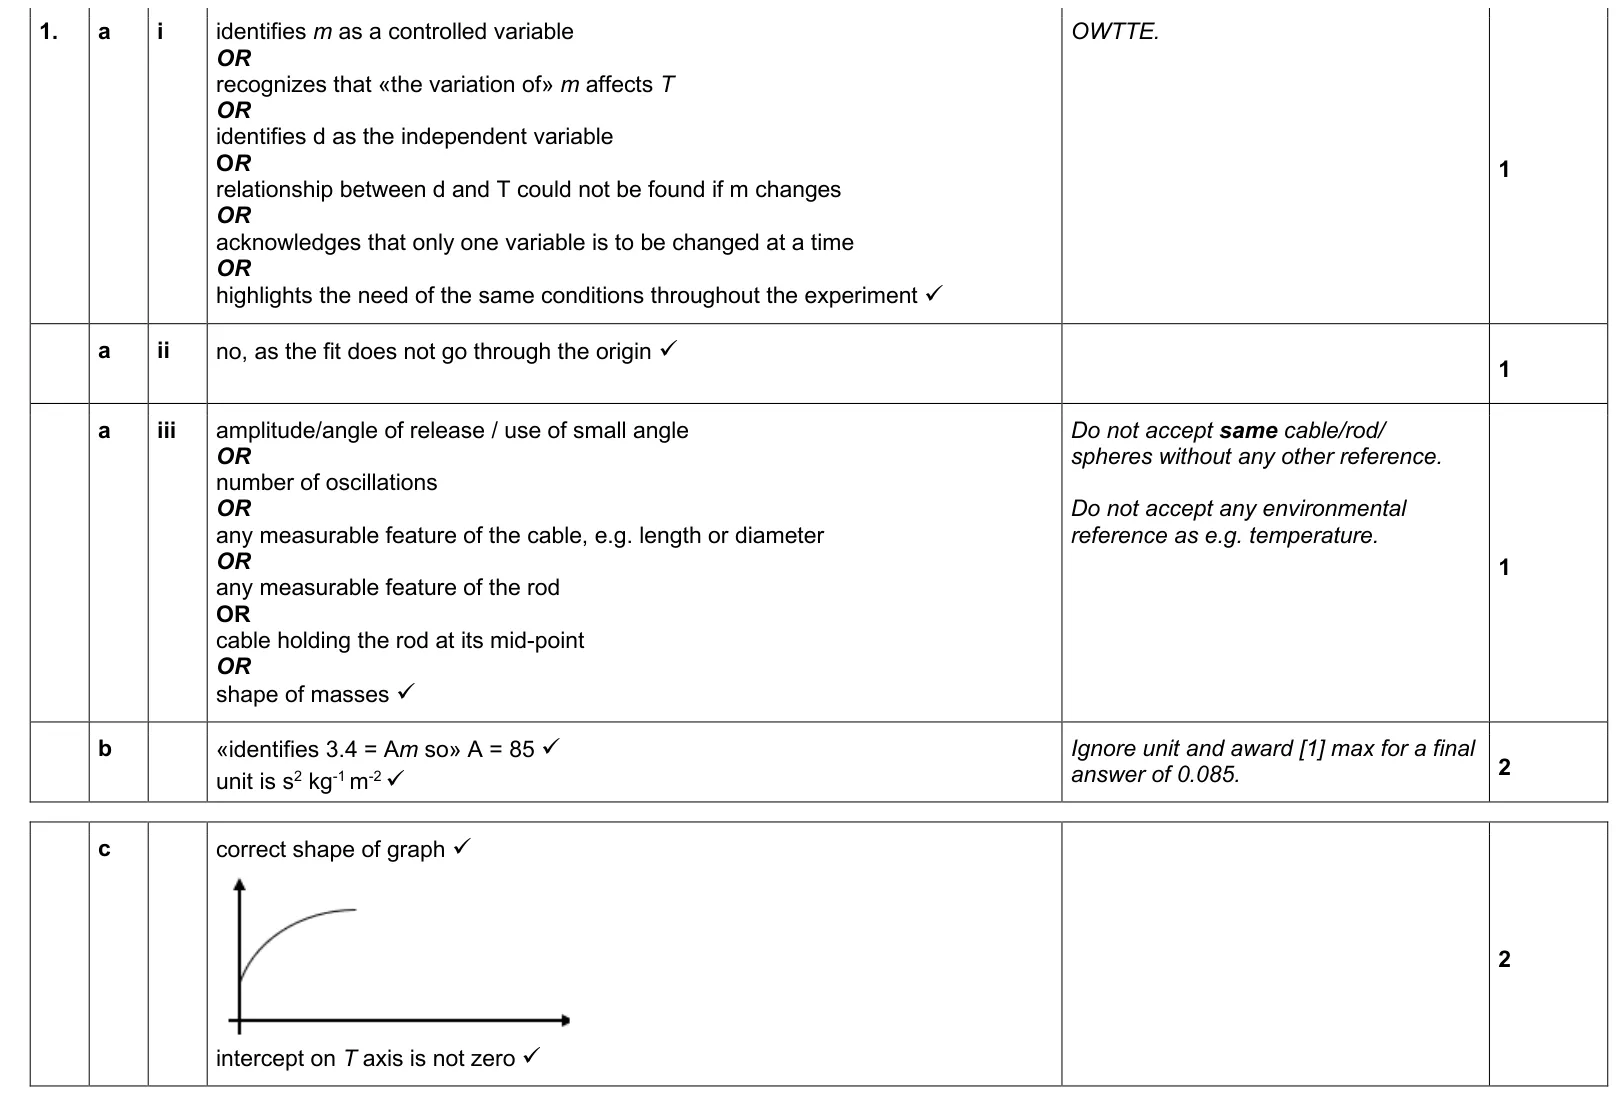 1. a i identifies m as a controlled variable OWTTE.
OR
recognizes that «the variation of» m affects T
OR
identifies d as the independent variable
OR
1
relationship between d and T could not be found if m changes
OR
acknowledges that only one variable is to be changed at a time
OR
highlights the need of the same conditions throughout the experiment ✓
a ii no, as the fit does not go through the origin ✓
1
a iii amplitude/angle of release / use of small angle Do not accept same cable/rod/
OR spheres without any other reference.
number of oscillations
OR Do not accept any environmental
any measurable feature of the cable, e.g. length or diameter reference as e.g. temperature.
OR
1
any measurable feature of the rod
OR
cable holding the rod at its mid-point
OR
shape of masses ✓
b «identifies 3.4 = Am so» A = 85 ✓ Ignore unit and award [1] max for a final
unit is s² kg⁻¹ m⁻² ✓ answer of 0.085. 2
c correct shape of graph ✓
2
intercept on T axis is not zero ✓